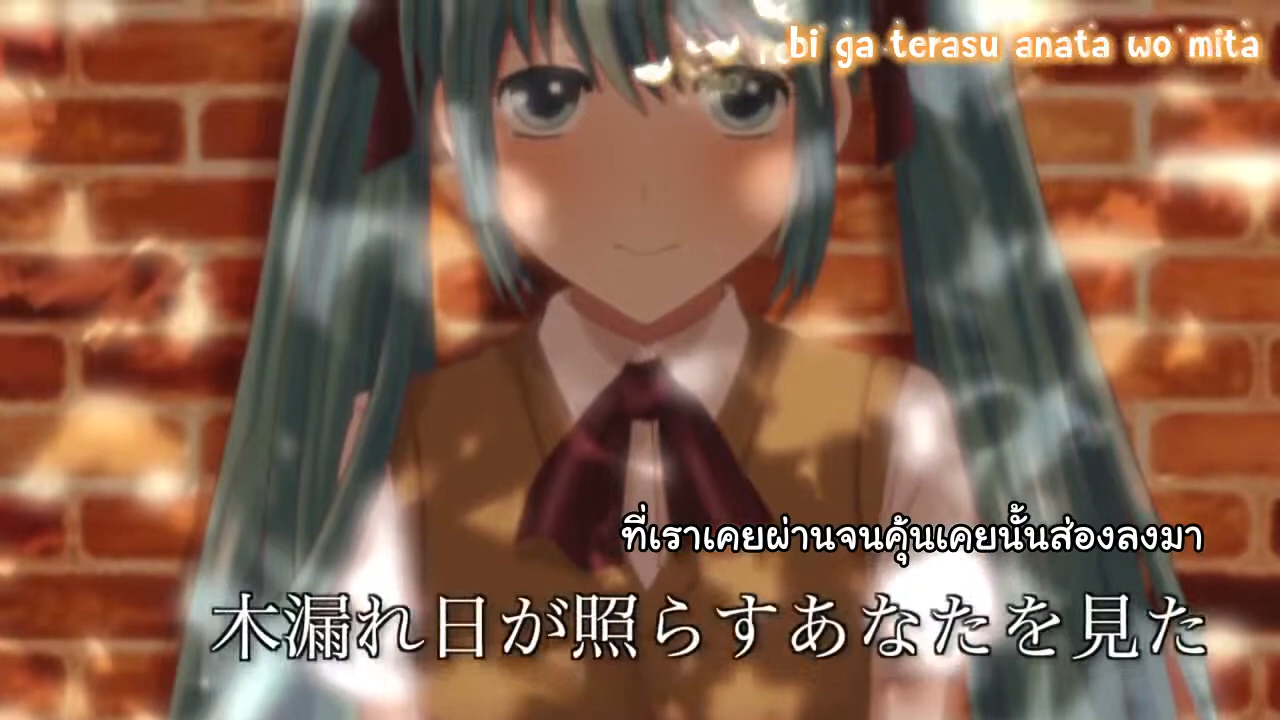 bi ga terasu anata wo mita
ที่เราเคยผ่านจนคุ้นเคยนั้นส่องลงมา
木漏れ日が照らすあなたを見た